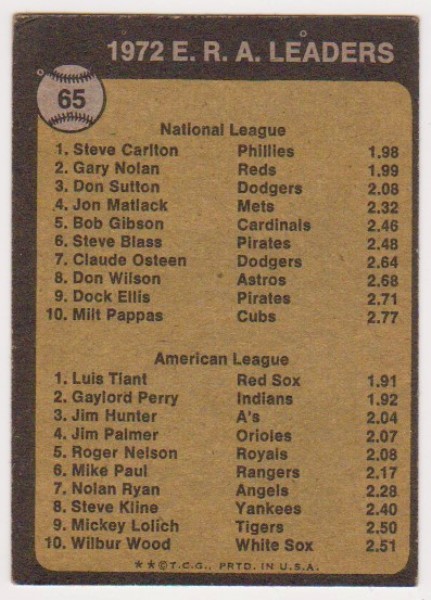 1972 E. R. A. LEADERS
65
National League
1. Steve Carlton Phillies 1.98
2. Gary Nolan Reds 1.99
3. Don Sutton Dodgers 2.08
4. Jon Matlack Mets 2.32
5. Bob Gibson Cardinals 2.46
6. Steve Blass Pirates 2.48
7. Claude Osteen Dodgers 2.64
8. Don Wilson Astros 2.68
9. Dock Ellis Pirates 2.71
10. Milt Pappas Cubs 2.77
American League
1. Luis Tiant Red Sox 1.91
2. Gaylord Perry Indians 1.92
3. Jim Hunter A's 2.04
4. Jim Palmer Orioles 2.07
5. Roger Nelson Royals 2.08
6. Mike Paul Rangers 2.17
7. Nolan Ryan Angels 2.28
8. Steve Kline Yankees 2.40
9. Mickey Lolich Tigers 2.50
10. Wilbur Wood White Sox 2.51
**©T.C.G., PRTD. IN U.S.A.